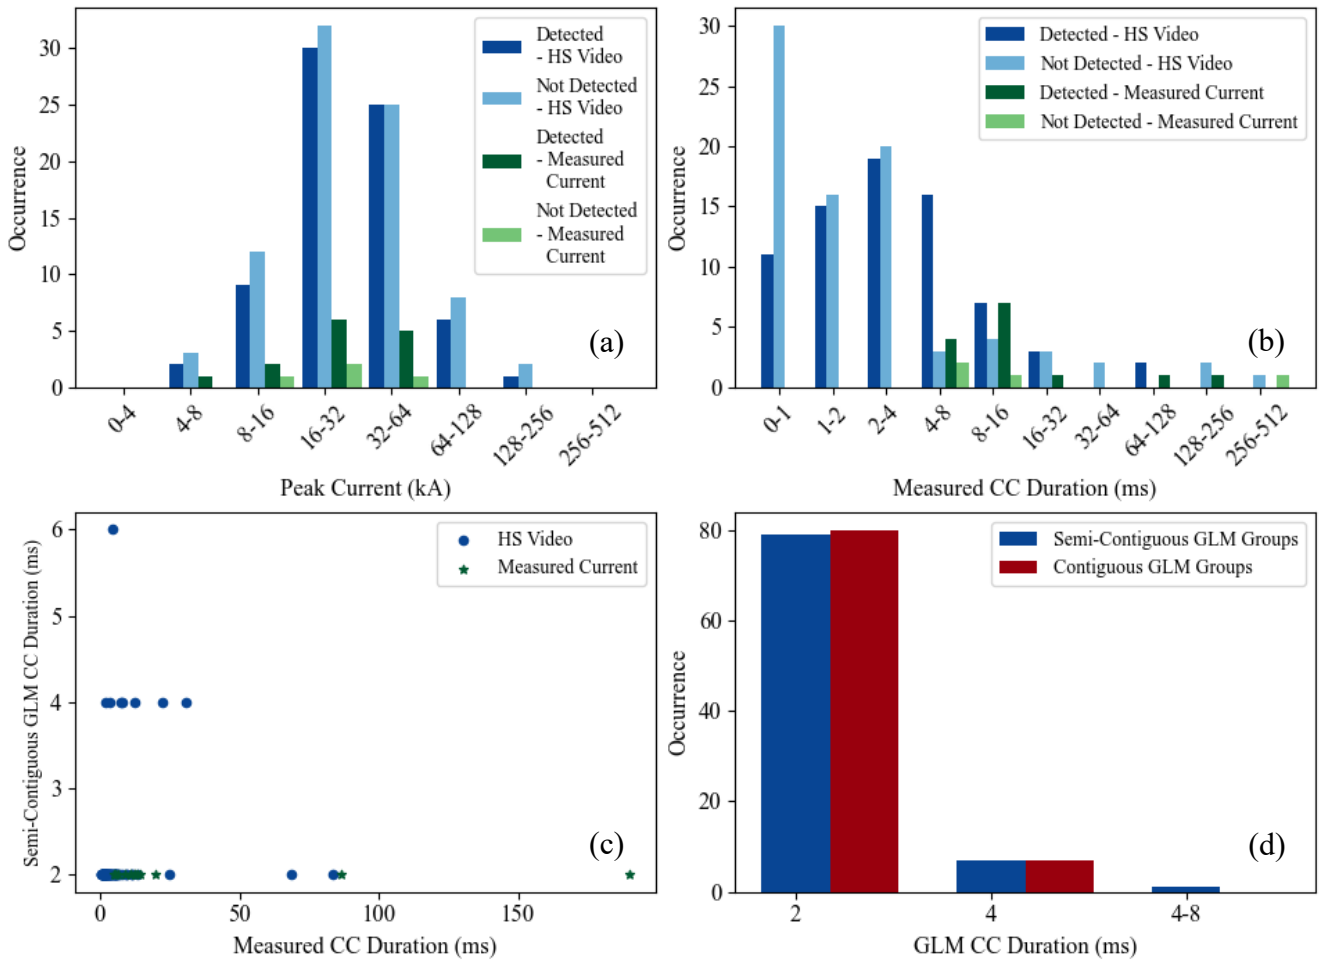 30
25
20
15
10
5
0
Occurrence
Detected
- HS Video
Not Detected
- HS Video
Detected
- Measured
Current
Not Detected
- Measured
Current
(a)
0-4
4-8
8-16
16-32
32-64
64-128
128-256
256-512
Peak Current (kA)
30
25
20
15
10
5
0
Occurrence
Detected - HS Video
Not Detected - HS Video
Detected - Measured Current
Not Detected - Measured Current
(b)
0-1
1-2
2-4
4-8
8-16
16-32
32-64
64-128
128-256
256-512
Measured CC Duration (ms)
6
5
4
3
2
Semi-Contiguous GLM CC Duration (ms)
HS Video
Measured Current
(c)
0
50
100
150
Measured CC Duration (ms)
80
60
40
20
0
Occurrence
Semi-Contiguous GLM Groups
Contiguous GLM Groups
(d)
2
4
4-8
GLM CC Duration (ms)